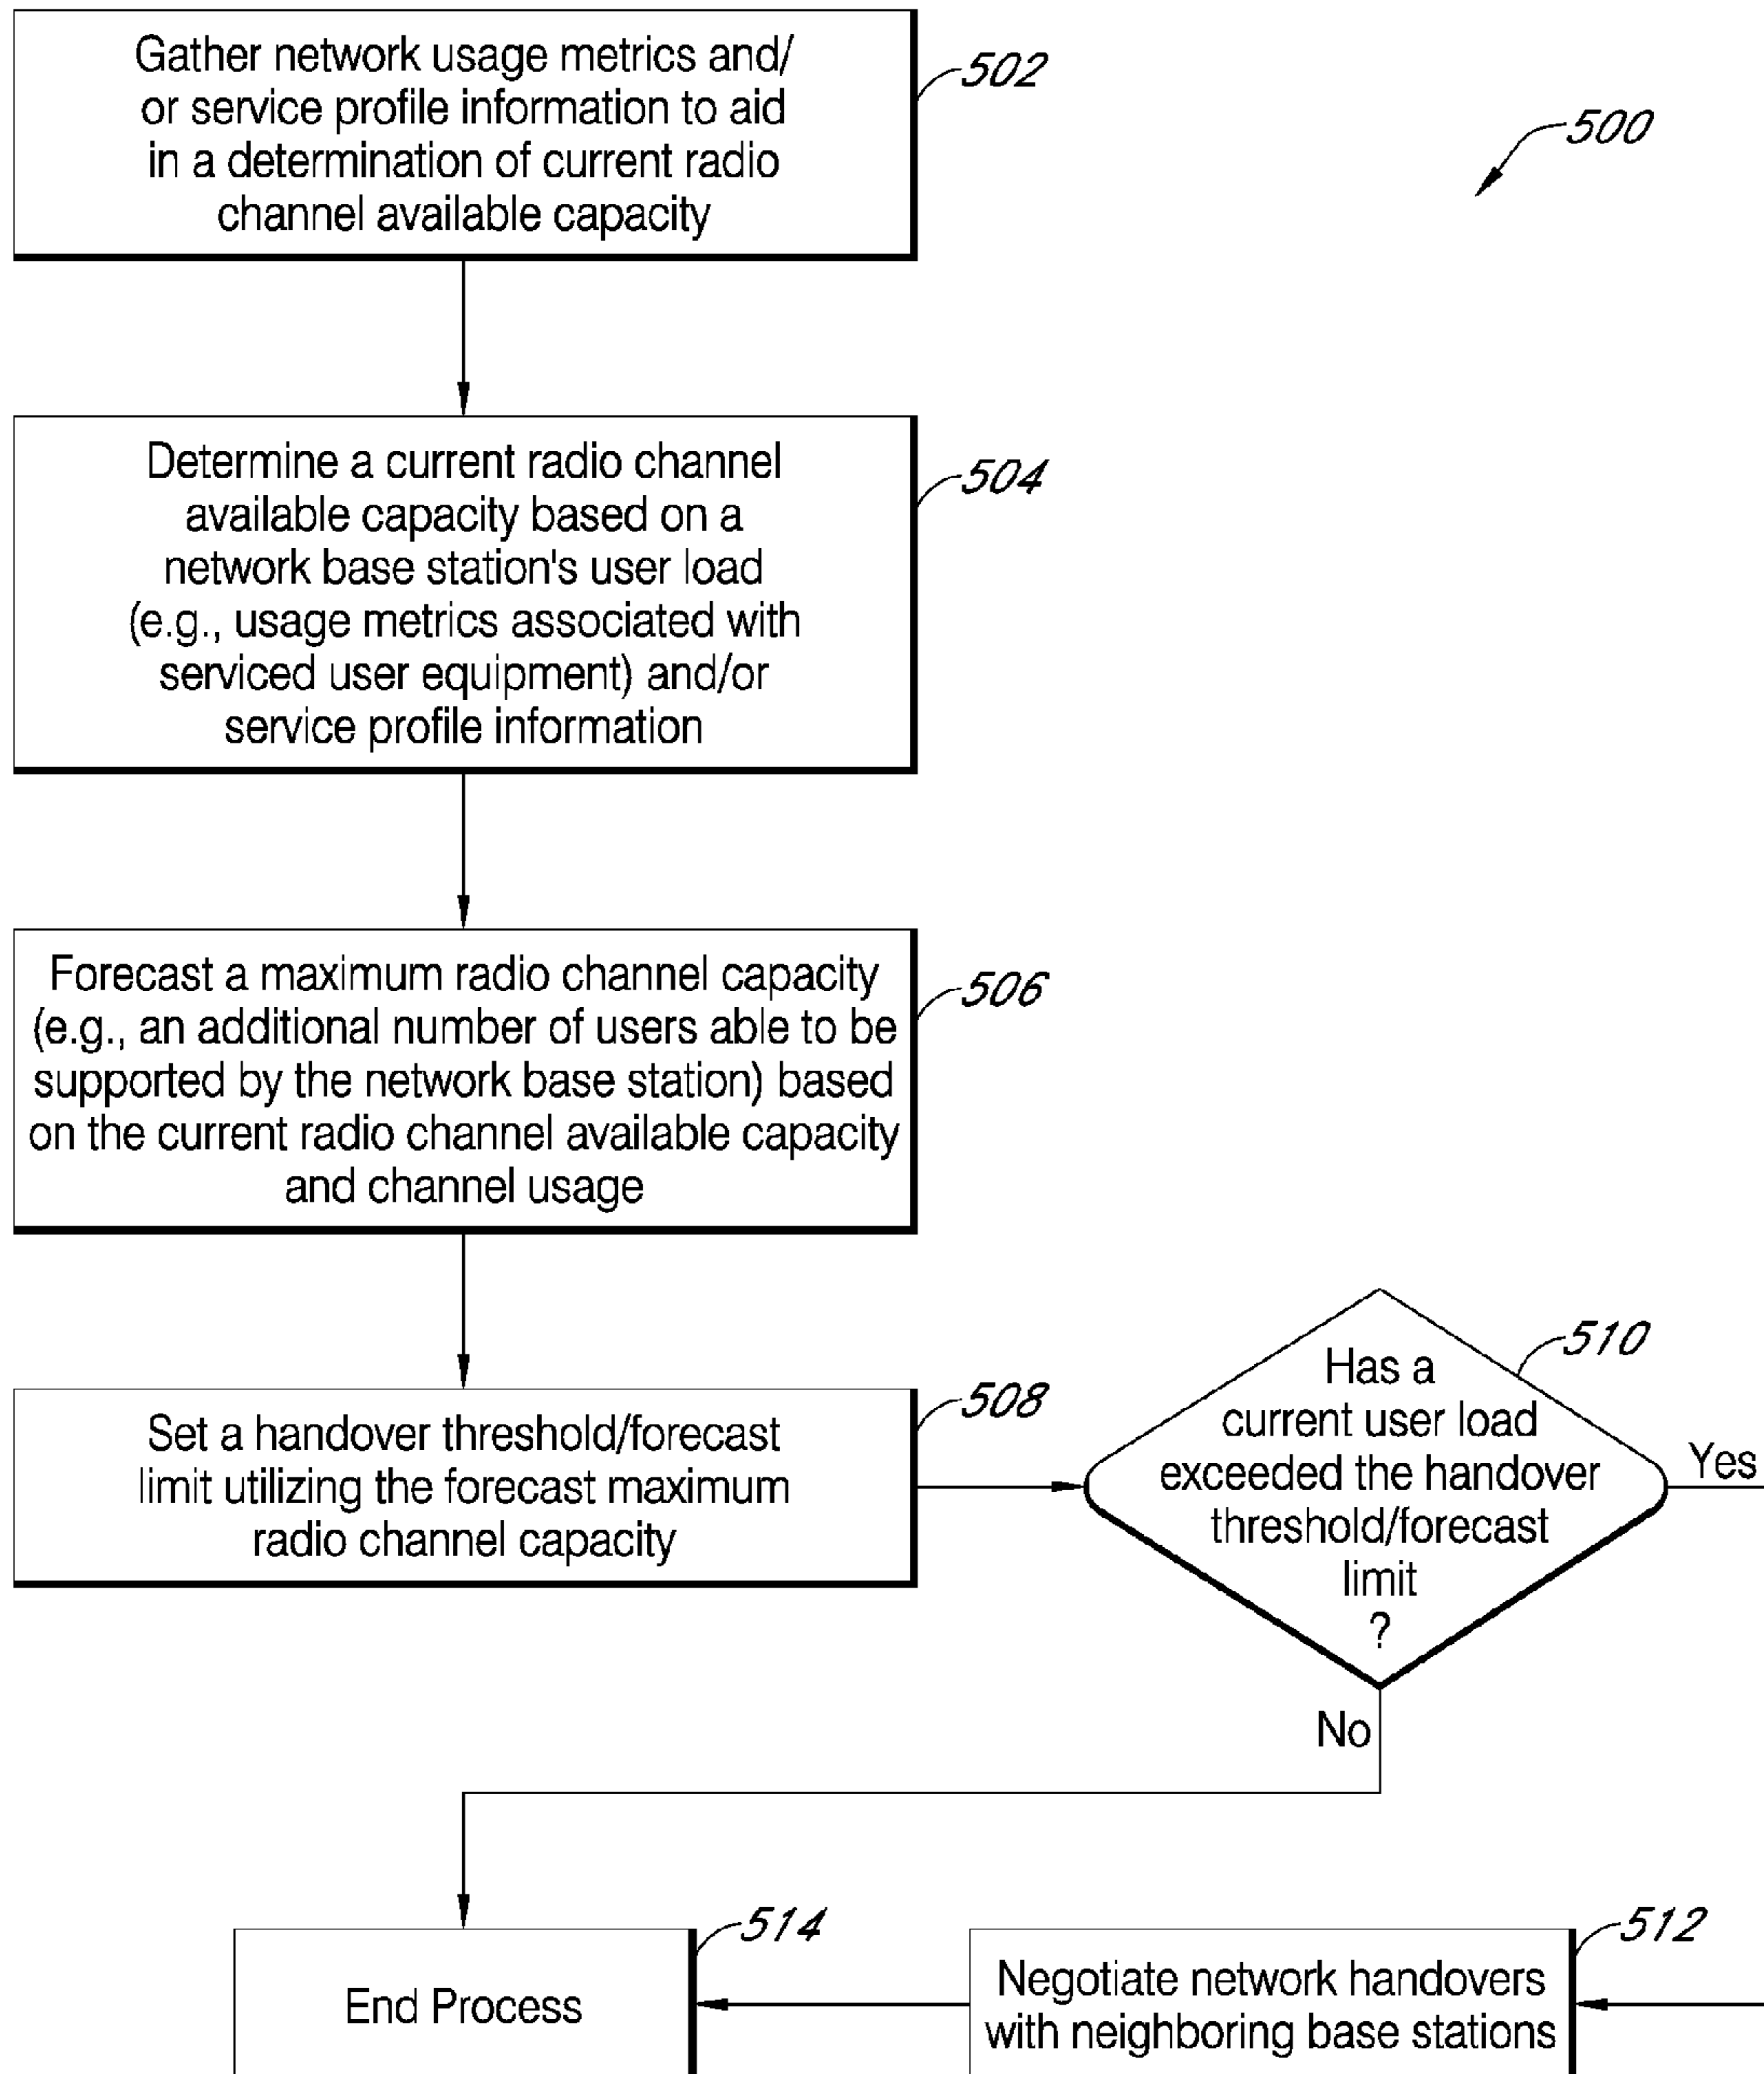 Gather network usage metrics and/
or service profile information to aid
in a determination of current radio
channel available capacity
502
500
Determine a current radio channel
available capacity based on a
network base station's user load
(e.g., usage metrics associated with
serviced user equipment) and/or
service profile information
504
Forecast a maximum radio channel capacity
(e.g., an additional number of users able to be
supported by the network base station) based
on the current radio channel available capacity
and channel usage
506
Set a handover threshold/forecast
limit utilizing the forecast maximum
radio channel capacity
508
Has a
current user load
exceeded the handover
threshold/forecast
limit
?
510
Yes
No
End Process
514
Negotiate network handovers
with neighboring base stations
512